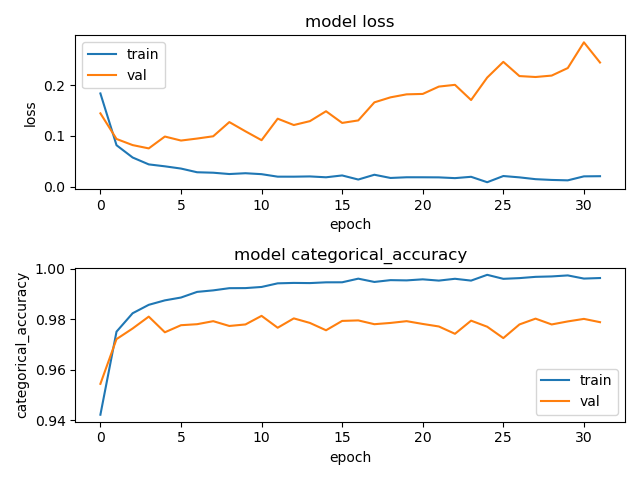 model loss
train
val
0.2
0.1
0.0
loss
0 5 10 15 20 25 30
epoch
model categorical_accuracy
1.00
0.98
0.96
0.94
categorical_accuracy
train
val
0 5 10 15 20 25 30
epoch